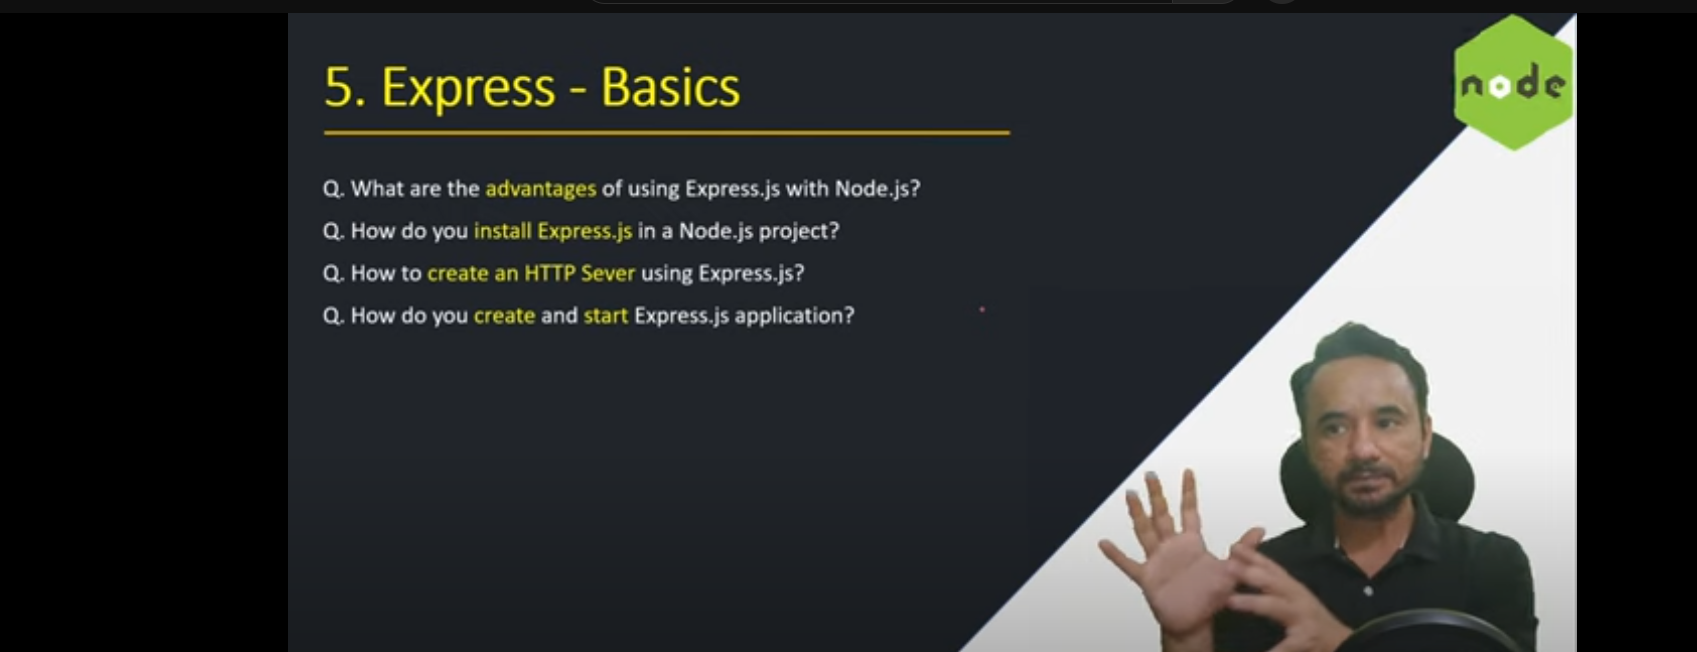 node
5. Express - Basics
Q. What are the advantages of using Express.js with Node.js?
Q. How do you install Express.js in a Node.js project?
Q. How to create an HTTP Sever using Express.js?
Q. How do you create and start Express.js application?